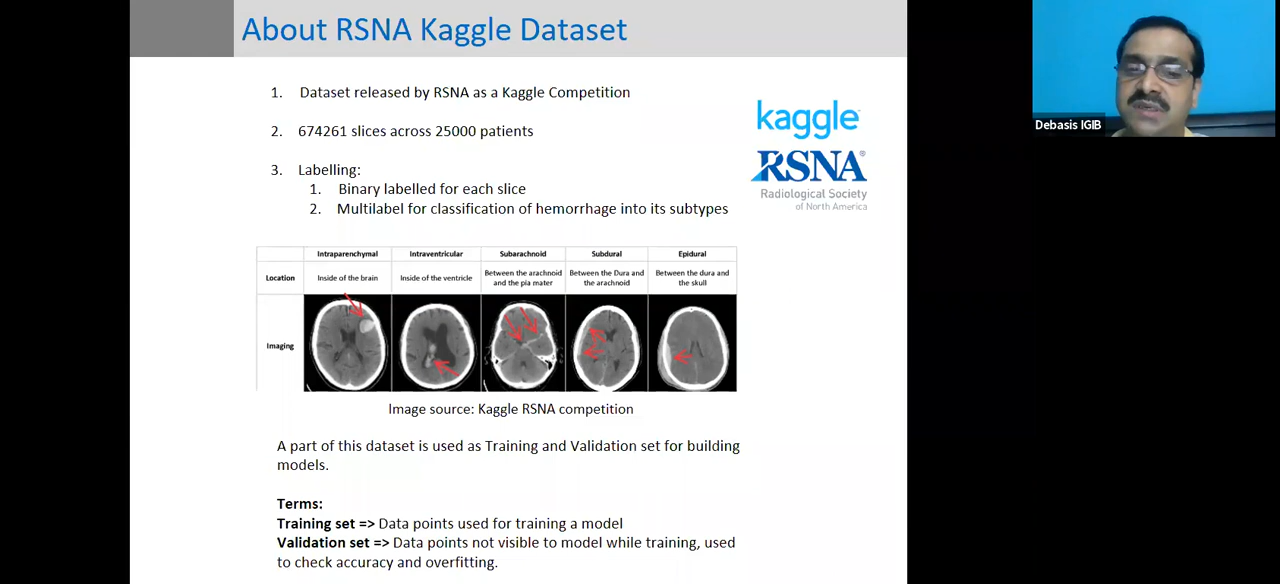 About RSNA Kaggle Dataset
1. Dataset released by RSNA as a Kaggle Competition
2. 674261 slices across 25000 patients
3. Labelling:
1. Binary labelled for each slice
2. Multilabel for classification of hemorrhage into its subtypes
kaggle
RSNA®
Radiological Society
of North America
Debasis IGIB
Intraparenchymal Intraventricular Subarachnoid Subdural Epidural
Location Inside of the brain Inside of the ventricle Between the arachnoid and the pia mater Between the Dura and the arachnoid Between the dura and the skull
Imaging
Image source: Kaggle RSNA competition
A part of this dataset is used as Training and Validation set for building
models.
Terms:
Training set => Data points used for training a model
Validation set => Data points not visible to model while training, used
to check accuracy and overfitting.